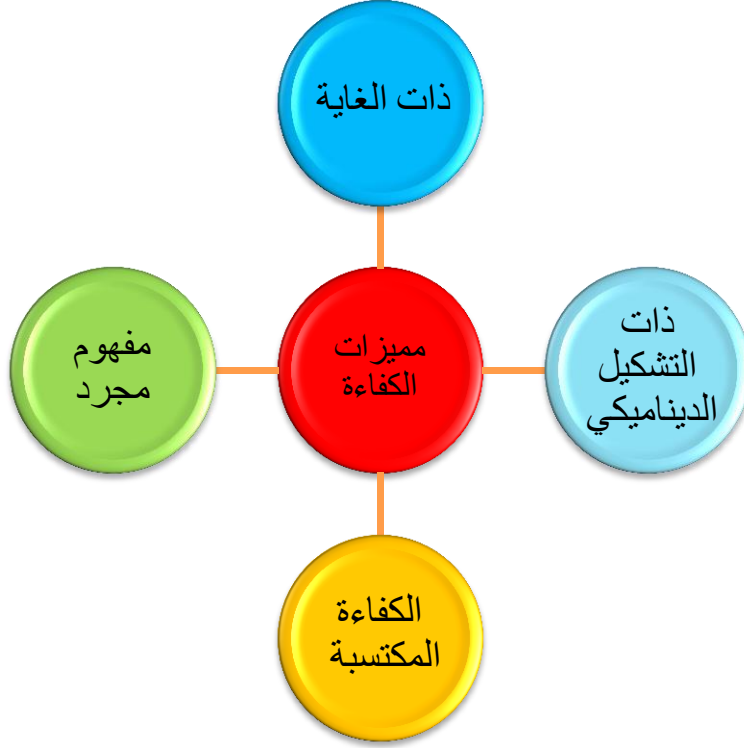 ذات الغاية
ذات
التشكيل
الديناميكي
مميزات
الكفاءة
مفهوم
مجرد
الكفاءة
المكتسبة